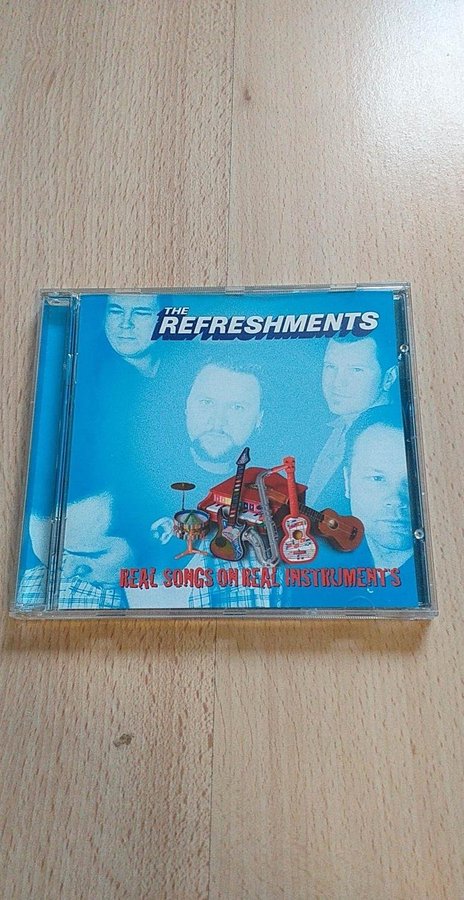 THE
REFRESHMENTS
REAL SONGS ON REAL INSTRUMENTS